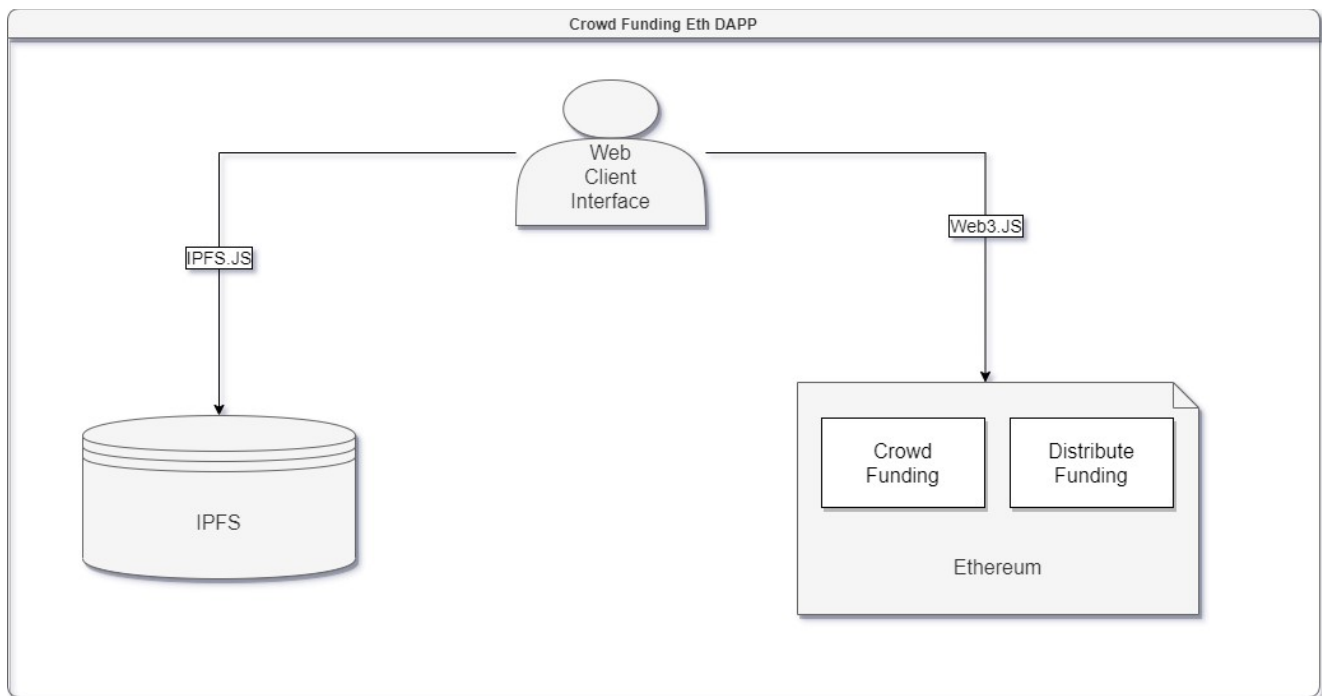 Crowd Funding Eth DAPP
Web
Client
Interface
IPFS.JS
Web3.JS
IPFS
Crowd
Funding
Distribute
Funding
Ethereum